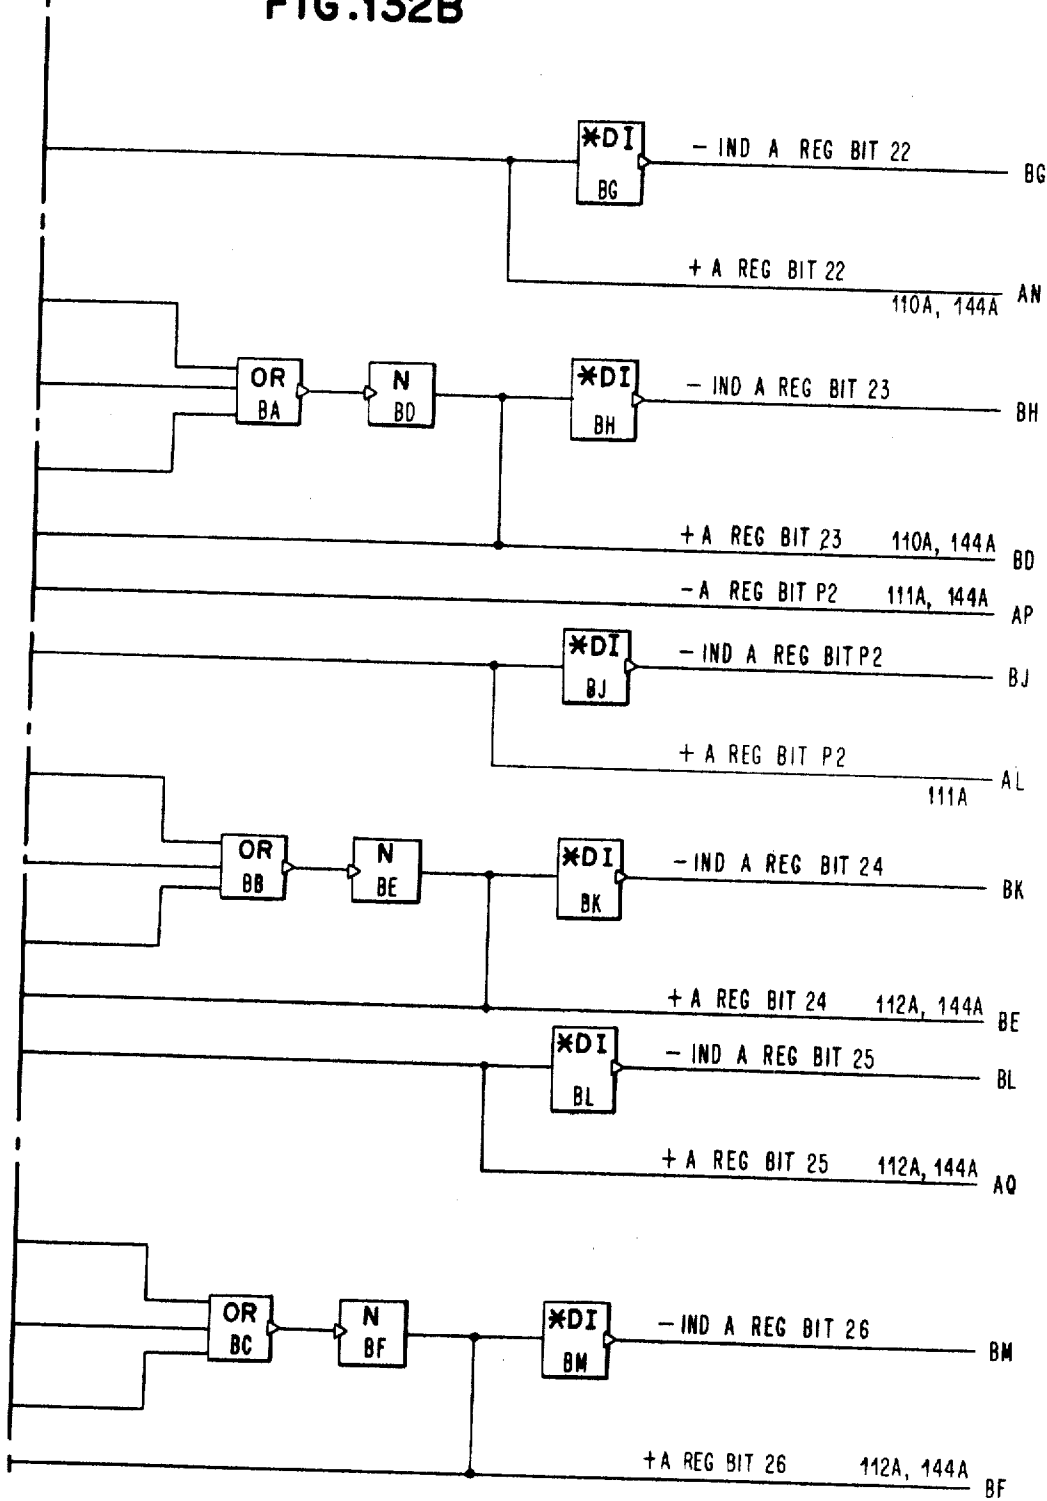 FIG.132B
*DI
BG
- IND A REG BIT 22
BG
+ A REG BIT 22
110A, 144A
AN
OR
BA
N
BD
*DI
BH
- IND A REG BIT 23
BH
+ A REG BIT 23 110A, 144A
BD
- A REG BIT P2 111A, 144A
AP
*DI
BJ
- IND A REG BIT P2
BJ
+ A REG BIT P2
111A
AL
OR
BB
N
BE
*DI
BK
- IND A REG BIT 24
BK
+ A REG BIT 24 112A, 144A
BE
*DI
BL
- IND A REG BIT 25
BL
+ A REG BIT 25 112A, 144A
AQ
OR
BC
N
BF
*DI
BM
- IND A REG BIT 26
BM
+ A REG BIT 26 112A, 144A
BF